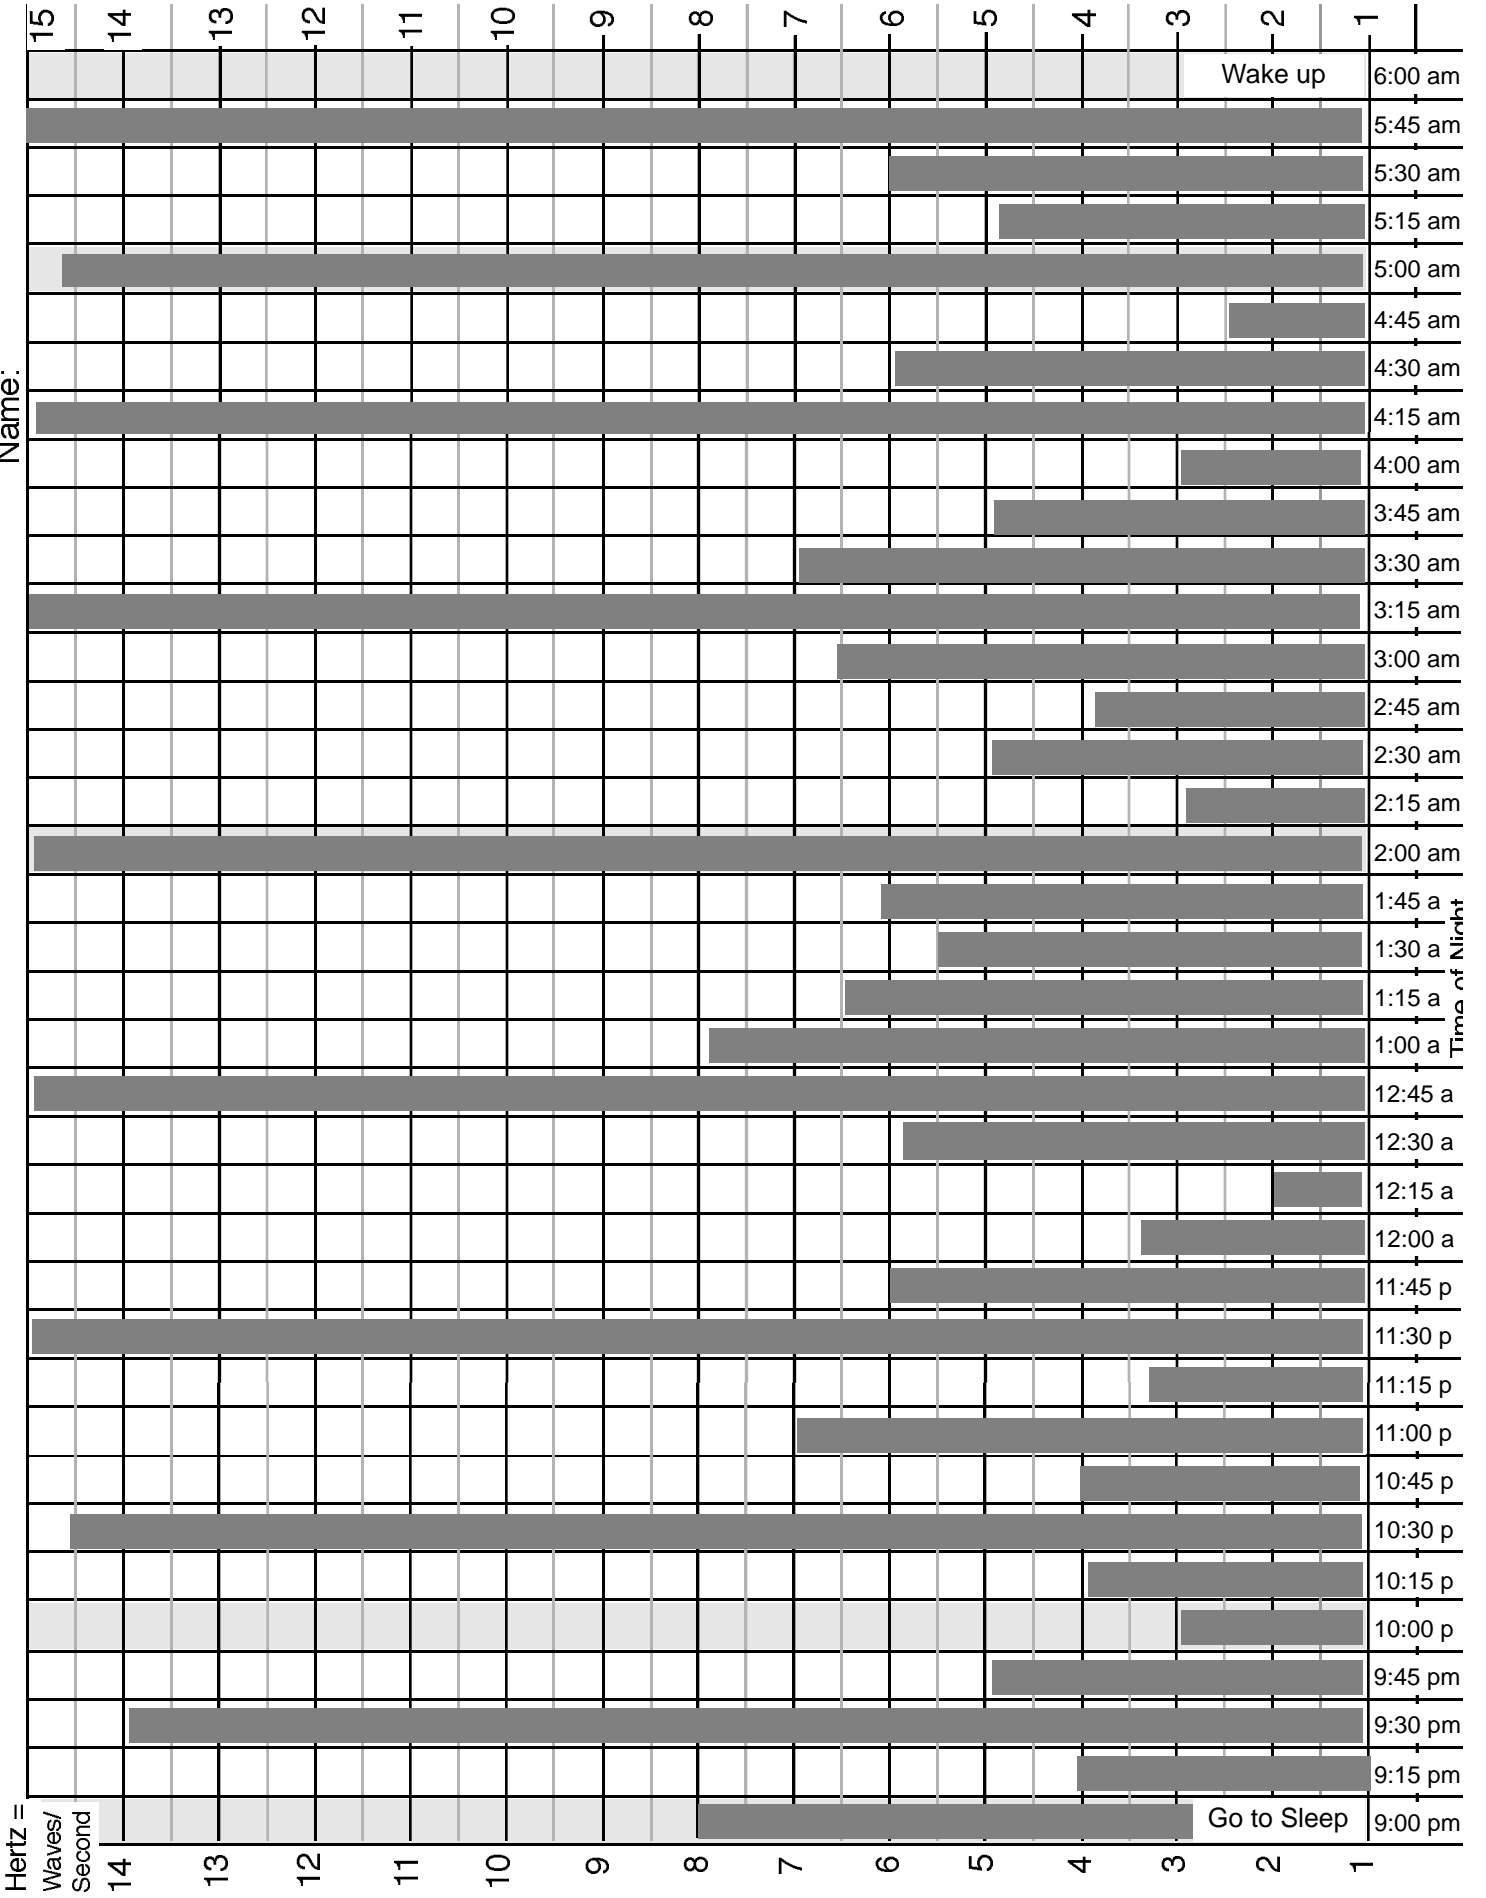 15 14 13 12 11 10 9 8 7 6 5 4 3 2 1
Wake up 6:00 am
5:45 am
5:30 am
5:15 am
5:00 am
4:45 am
4:30 am
Name:
4:15 am
4:00 am
3:45 am
3:30 am
3:15 am
3:00 am
2:45 am
2:30 am
2:15 am
2:00 am
1:45 a
1:30 a
1:15 a
1:00 a
Time of Night
12:45 a
12:30 a
12:15 a
12:00 a
11:45 p
11:30 p
11:15 p
11:00 p
10:45 p
10:30 p
10:15 p
10:00 p
9:45 pm
9:30 pm
9:15 pm
Go to Sleep 9:00 pm
Hertz =
Waves/
Second
14 13 12 11 10 9 8 7 6 5 4 3 2 1